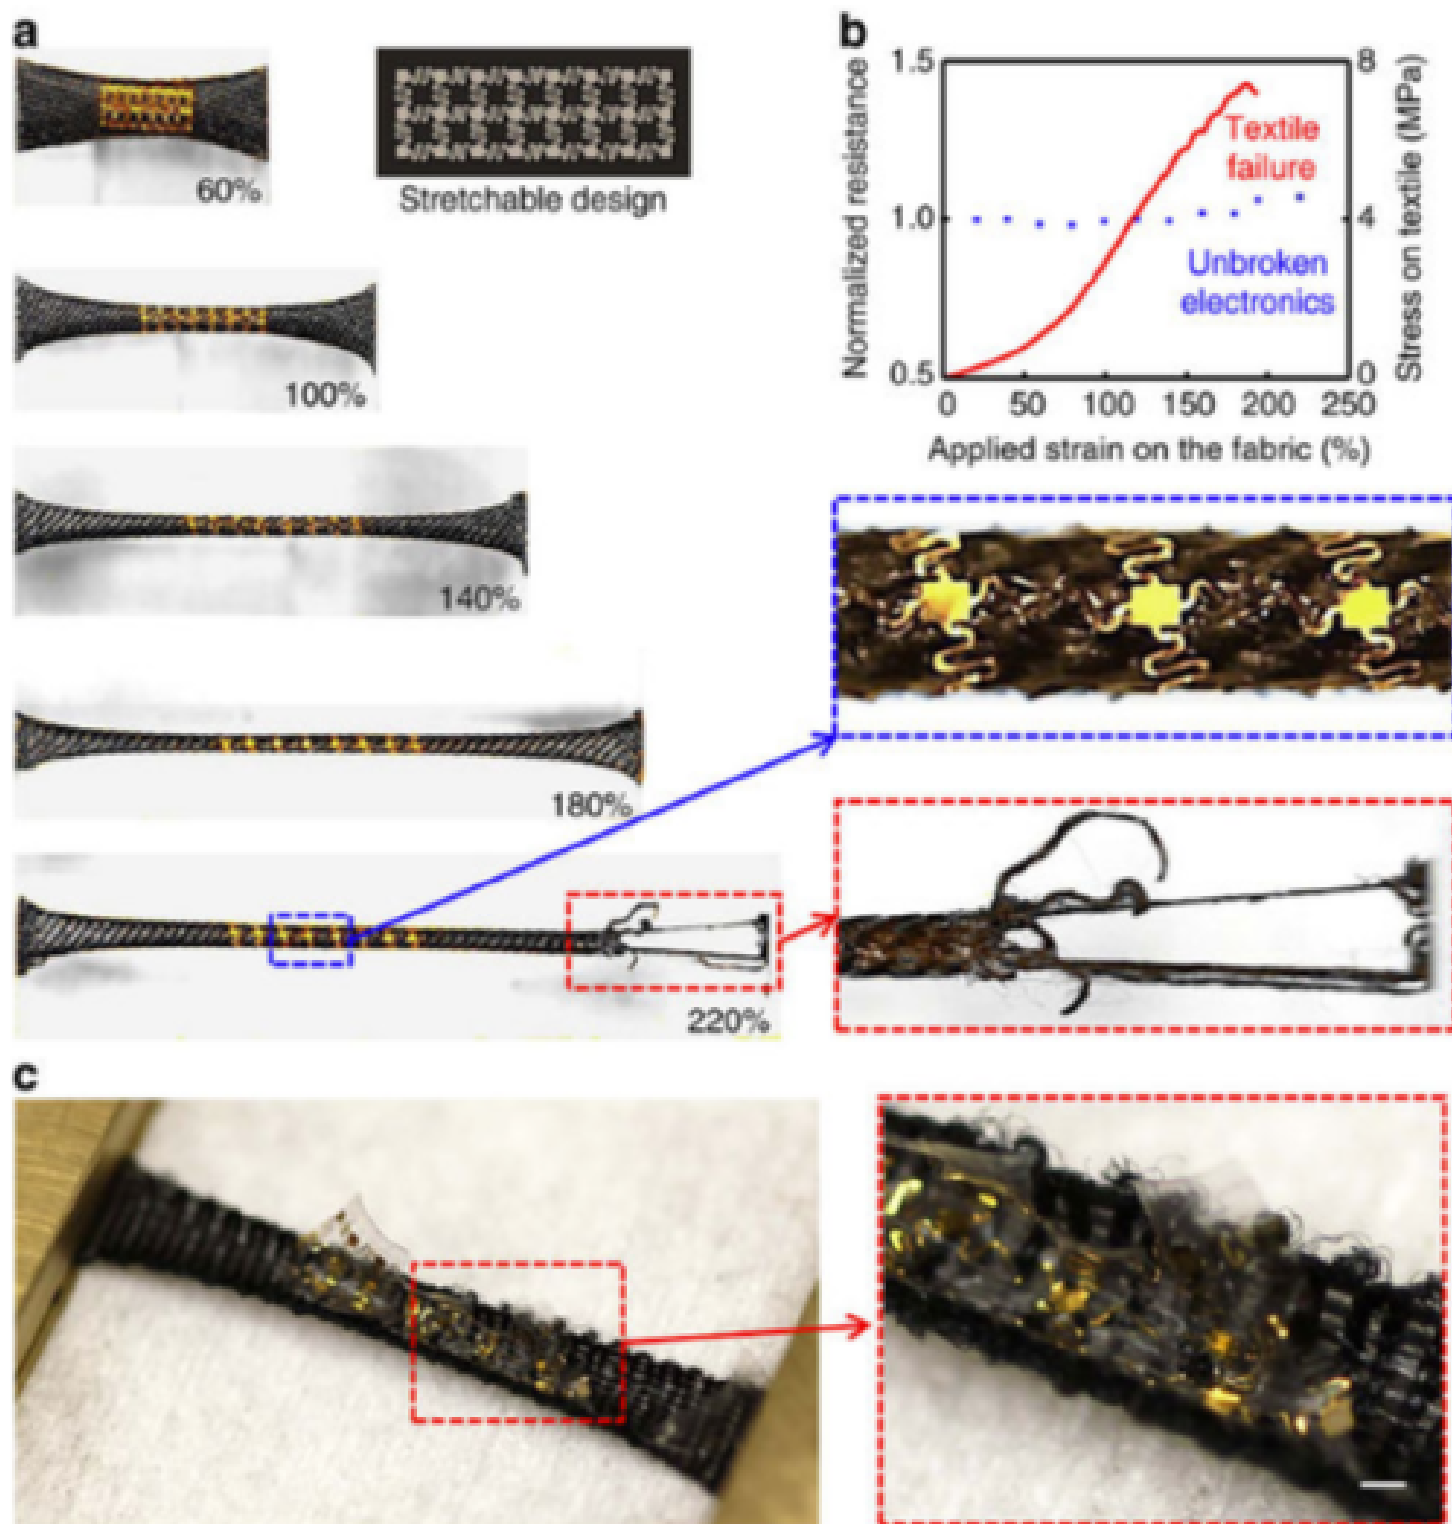 a
60%
Stretchable design
100%
140%
180%
220%
b
Normalized resistance
1.5
1.0
0.5
Textile
failure
Unbroken
electronics
8
4
0
Stress on textile (MPa)
0 50 100 150 200 250
Applied strain on the fabric (%)
c